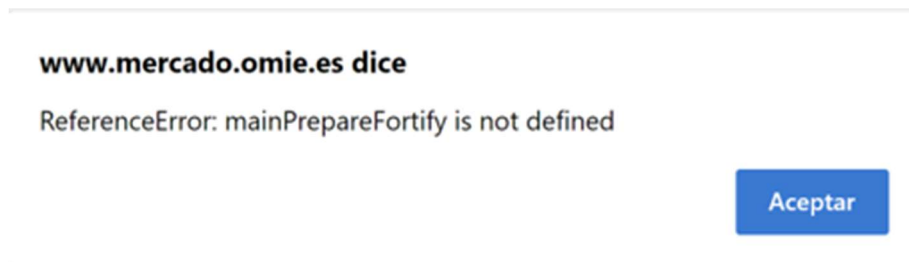 www.mercado.omie.es dice
ReferenceError: mainPrepareFortify is not defined
Aceptar